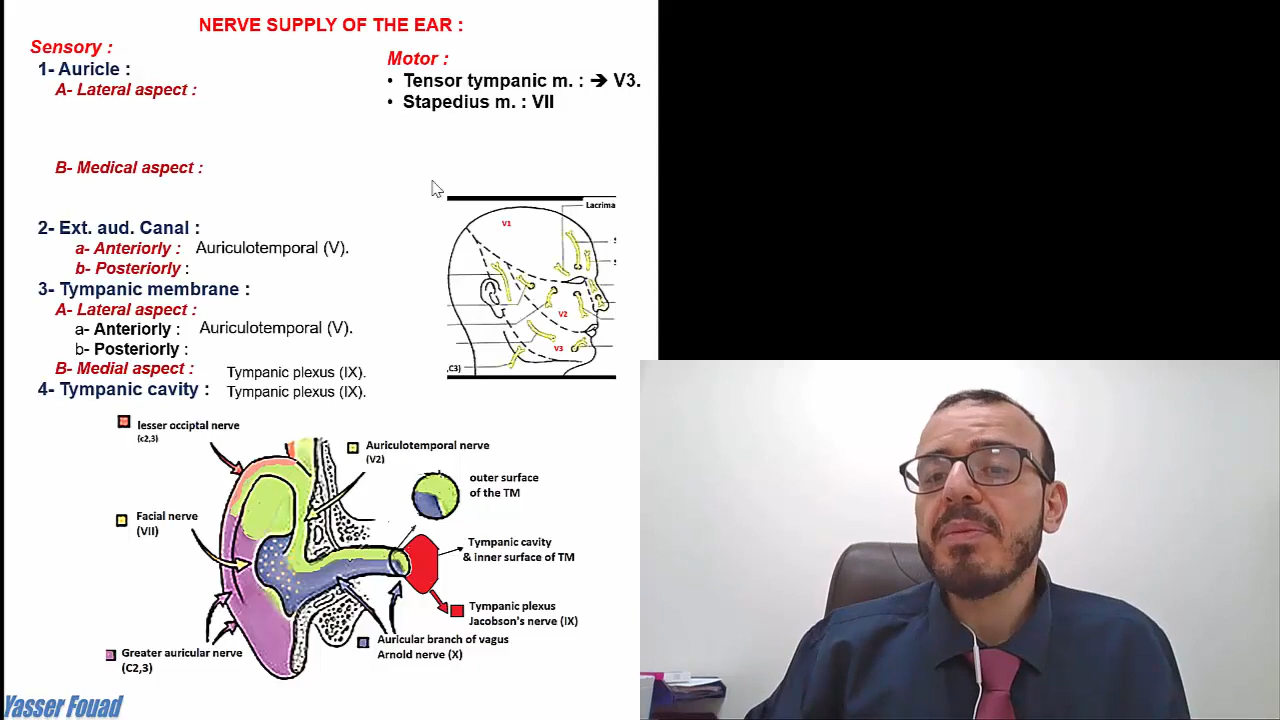 NERVE SUPPLY OF THE EAR :
Sensory :
1- Auricle :
A- Lateral aspect :
B- Medical aspect :
2- Ext. aud. Canal :
a- Anteriorly : Auriculotemporal (V).
b- Posteriorly :
3- Tympanic membrane :
A- Lateral aspect :
a- Anteriorly : Auriculotemporal (V).
b- Posteriorly :
B- Medial aspect : Tympanic plexus (IX).
4- Tympanic cavity : Tympanic plexus (IX).
Motor :
• Tensor tympanic m. : ➔ V3.
• Stapedius m. : VII
Lacrima
V1
V2
V3
,C3)
lesser occiptal nerve
(c2,3)
Auriculotemporal nerve
(V2)
outer surface
of the TM
Facial nerve
(VII)
Tympanic cavity
& inner surface of TM
Tympanic plexus
Jacobson's nerve (IX)
Auricular branch of vagus
Arnold nerve (X)
Greater auricular nerve
(C2,3)
Yasser Fouad